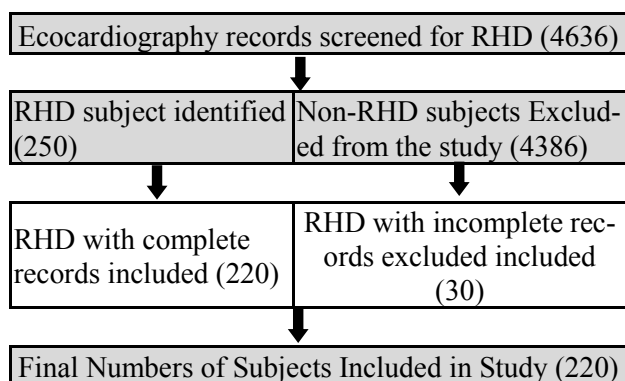 Ecocardiography records screened for RHD (4636)
RHD subject identified
(250)
Non-RHD subjects Exclud-
ed from the study (4386)
RHD with complete
records included (220)
RHD with incomplete rec-
ords excluded included
(30)
Final Numbers of Subjects Included in Study (220)